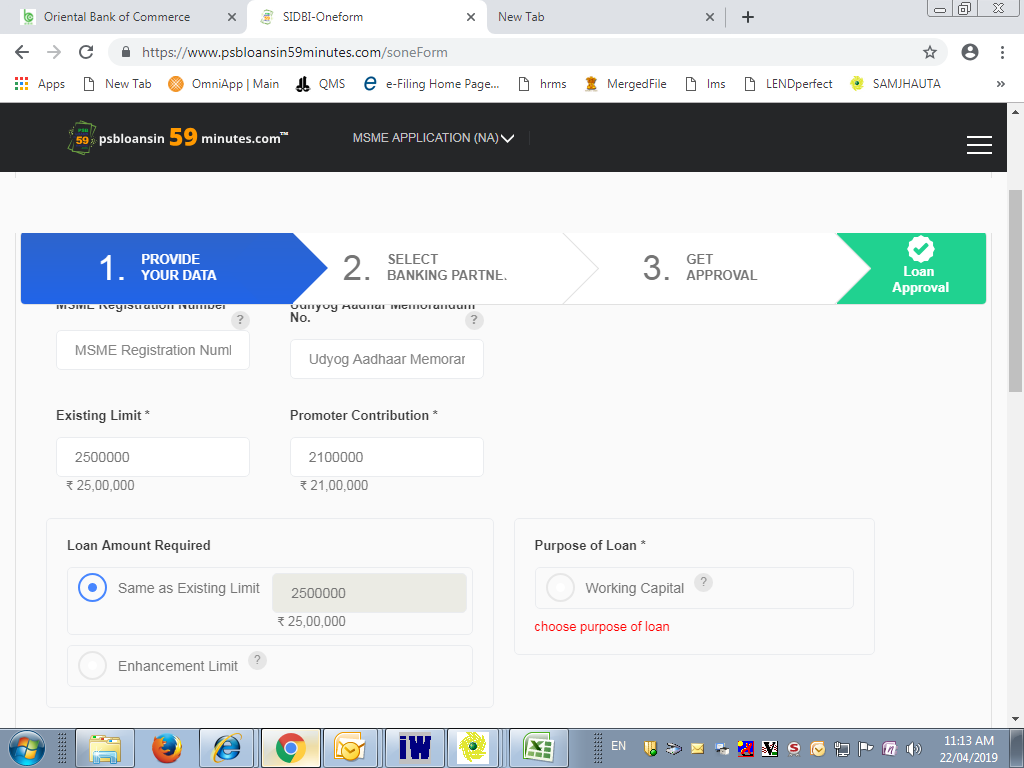 Oriental Bank of Commerce
SIDBI-Oneform
New Tab
https://www.psbloansin59minutes.com/soneForm
Apps
New Tab
OmniApp | Main
QMS
e-Filing Home Page...
hrms
MergedFile
lms
LENDperfect
SAMJHAUTA
»
PSB
59
psbloansin 59 minutes.com™
MSME APPLICATION (NA)
1. PROVIDE
YOUR DATA
2. SELECT
BANKING PARTNE.
3. GET
APPROVAL
Loan
Approval
MSME Registration Number
?
Udhyog Aadhar Memorandum
No.
?
MSME Registration Numl
Udyog Aadhaar Memorar
Existing Limit *
Promoter Contribution *
2500000
2100000
₹ 25,00,000
₹ 21,00,000
Loan Amount Required
Same as Existing Limit
2500000
₹ 25,00,000
Enhancement Limit ?
Purpose of Loan *
Working Capital ?
choose purpose of loan
iW
EN
11:13 AM
22/04/2019